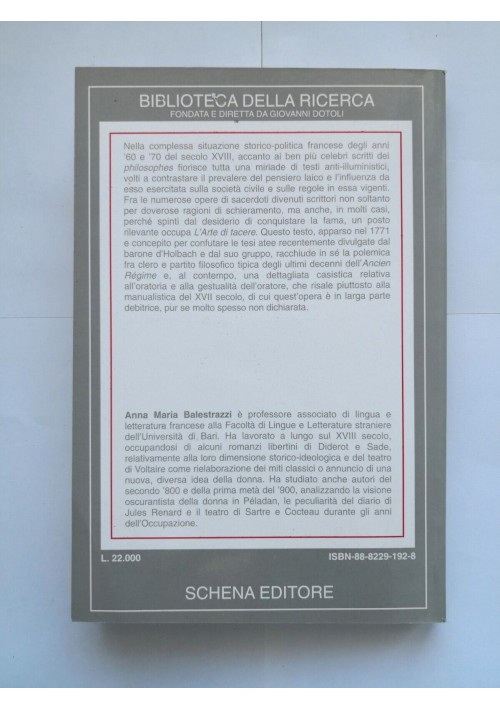 BIBLIOTECA DELLA RICERCA
FONDATA E DIRETTA DA GIOVANNI DOTOLI
Nella complessa situazione storico-politica francese degli anni
'60 e '70 del secolo XVIII, accanto ai ben più celebri scritti dei
philosophes fiorisce tutta una miriade di testi anti-illuministici,
volti a contrastare il prevalere del pensiero laico e l'influenza da
esso esercitata sulla società civile e sulle regole in essa vigenti.
Fra le numerose opere di sacerdoti divenuti scrittori non soltanto
per doverose ragioni di schieramento, ma anche, in molti casi,
perché spinti dal desiderio di conquistare la fama, un posto
rilevante occupa L'Arte di tacere. Questo testo, apparso nel 1771
e concepito per confutare le tesi atee recentemente divulgate dal
barone d'Holbach e dal suo gruppo, racchiude in sé la polemica
fra clero e partito filosofico tipica degli ultimi decenni dell'Ancien
Régime e, al contempo, una dettagliata casistica relativa
all'oratoria e alla gestualità dell'oratore, che risale piuttosto alla
manualistica del XVII secolo, di cui quest'opera è in larga parte
debitrice, pur se molto spesso non dichiarata.
Anna Maria Balestrazzi è professore associato di lingua e
letterature francese alla Facoltà di Lingue e Letterature straniere
dell'Università di Bari. Ha lavorato a lungo sul XVIII secolo,
occupandosi di alcuni romanzi libertini di Diderot e Sade,
relativamente alla loro dimensione storico-ideologica e del teatro
di Voltaire come rielaborazione dei miti classici o annuncio di una
nuova, diversa idea della donna. Ha studiato anche autori del
secondo '800 e della prima metà del '900, analizzando la visione
oscurantista della donna in Péladan, le peculiarità del diario di
Jules Renard e il teatro di Sartre e Cocteau durante gli anni
dell'Occupazione.
L. 22.000
ISBN-88-8229-192-8
SCHENA EDITORE